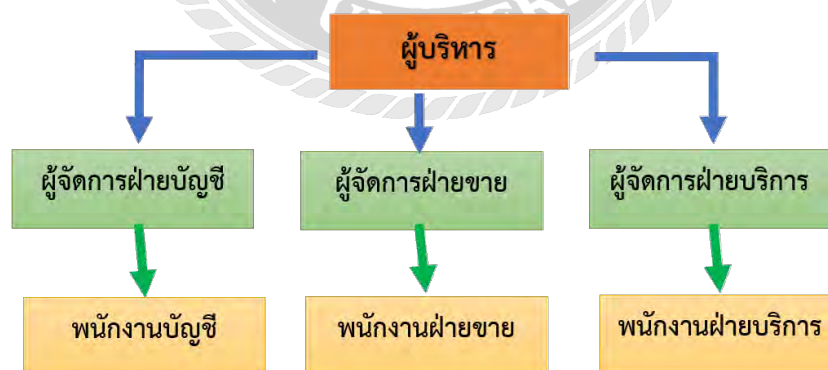 ผู้บริหาร
ผู้จัดการฝ่ายบัญชี
ผู้จัดการฝ่ายขาย
ผู้จัดการฝ่ายบริการ
พนักงานบัญชี
พนักงานฝ่ายขาย
พนักงานฝ่ายบริการ